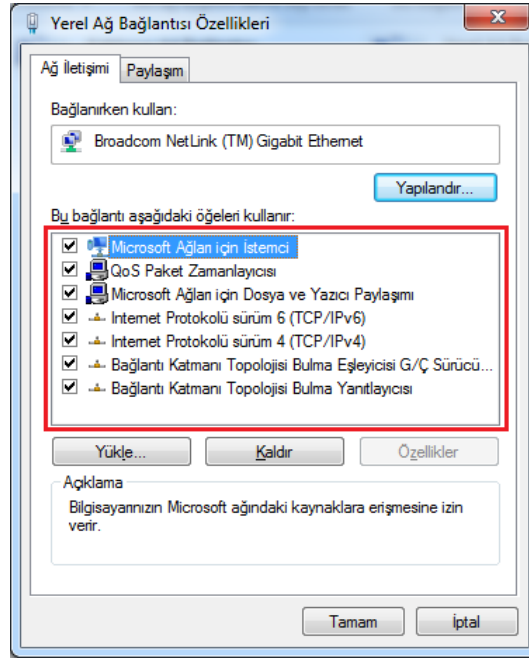 Yerel Ağ Bağlantısı Özellikleri
Ağ İletişimi
Paylaşım
Bağlanırken kullan:
Broadcom NetLink (TM) Gigabit Ethernet
Yapılandır...
Bu bağlantı aşağıdaki öğeleri kullanır:
Microsoft Ağları için İstemci
QoS Paket Zamanlayıcısı
Microsoft Ağları için Dosya ve Yazıcı Paylaşımı
Internet Protokolü sürüm 6 (TCP/IPv6)
Internet Protokolü sürüm 4 (TCP/IPv4)
Bağlantı Katmanı Topolojisi Bulma Eşleyicisi G/Ç Sürücü...
Bağlantı Katmanı Topolojisi Bulma Yanıtlayıcısı
Yükle...
Kaldır
Özellikler
Açıklama
Bilgisayarınızın Microsoft ağındaki kaynaklara erişmesine izin
verir.
Tamam
İptal